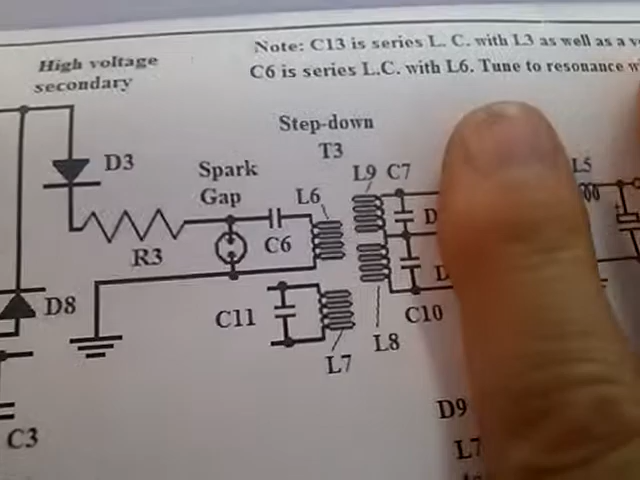 Note: C13 is series L. C. with L3 as well as a
C6 is series L.C. with L6. Tune to resonance
High voltage
secondary
Step-down
T3
D3
Spark
Gap
L6
L9 C7
L5
R3
C6
D
D8
C11
C10
L8
L7
C3
D9
L7